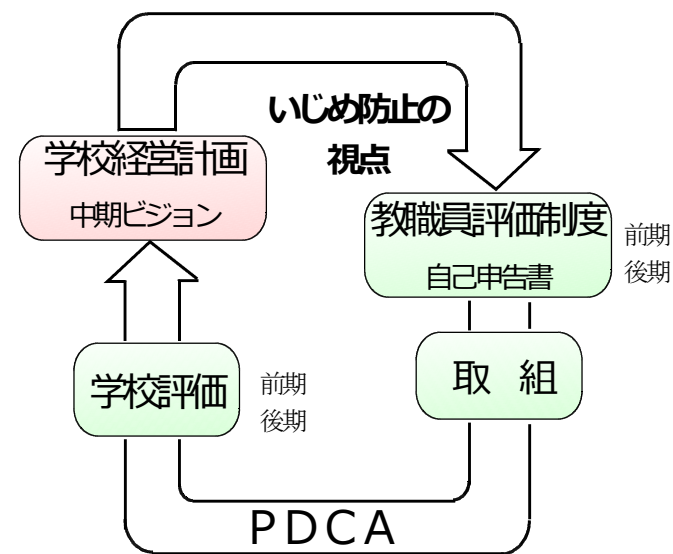 いじめ防止の
視点
学校経営計画
中期ビジョン
教職員評価制度
自己申告書
前期
後期
取 組
学校評価
前期
後期
PDCA